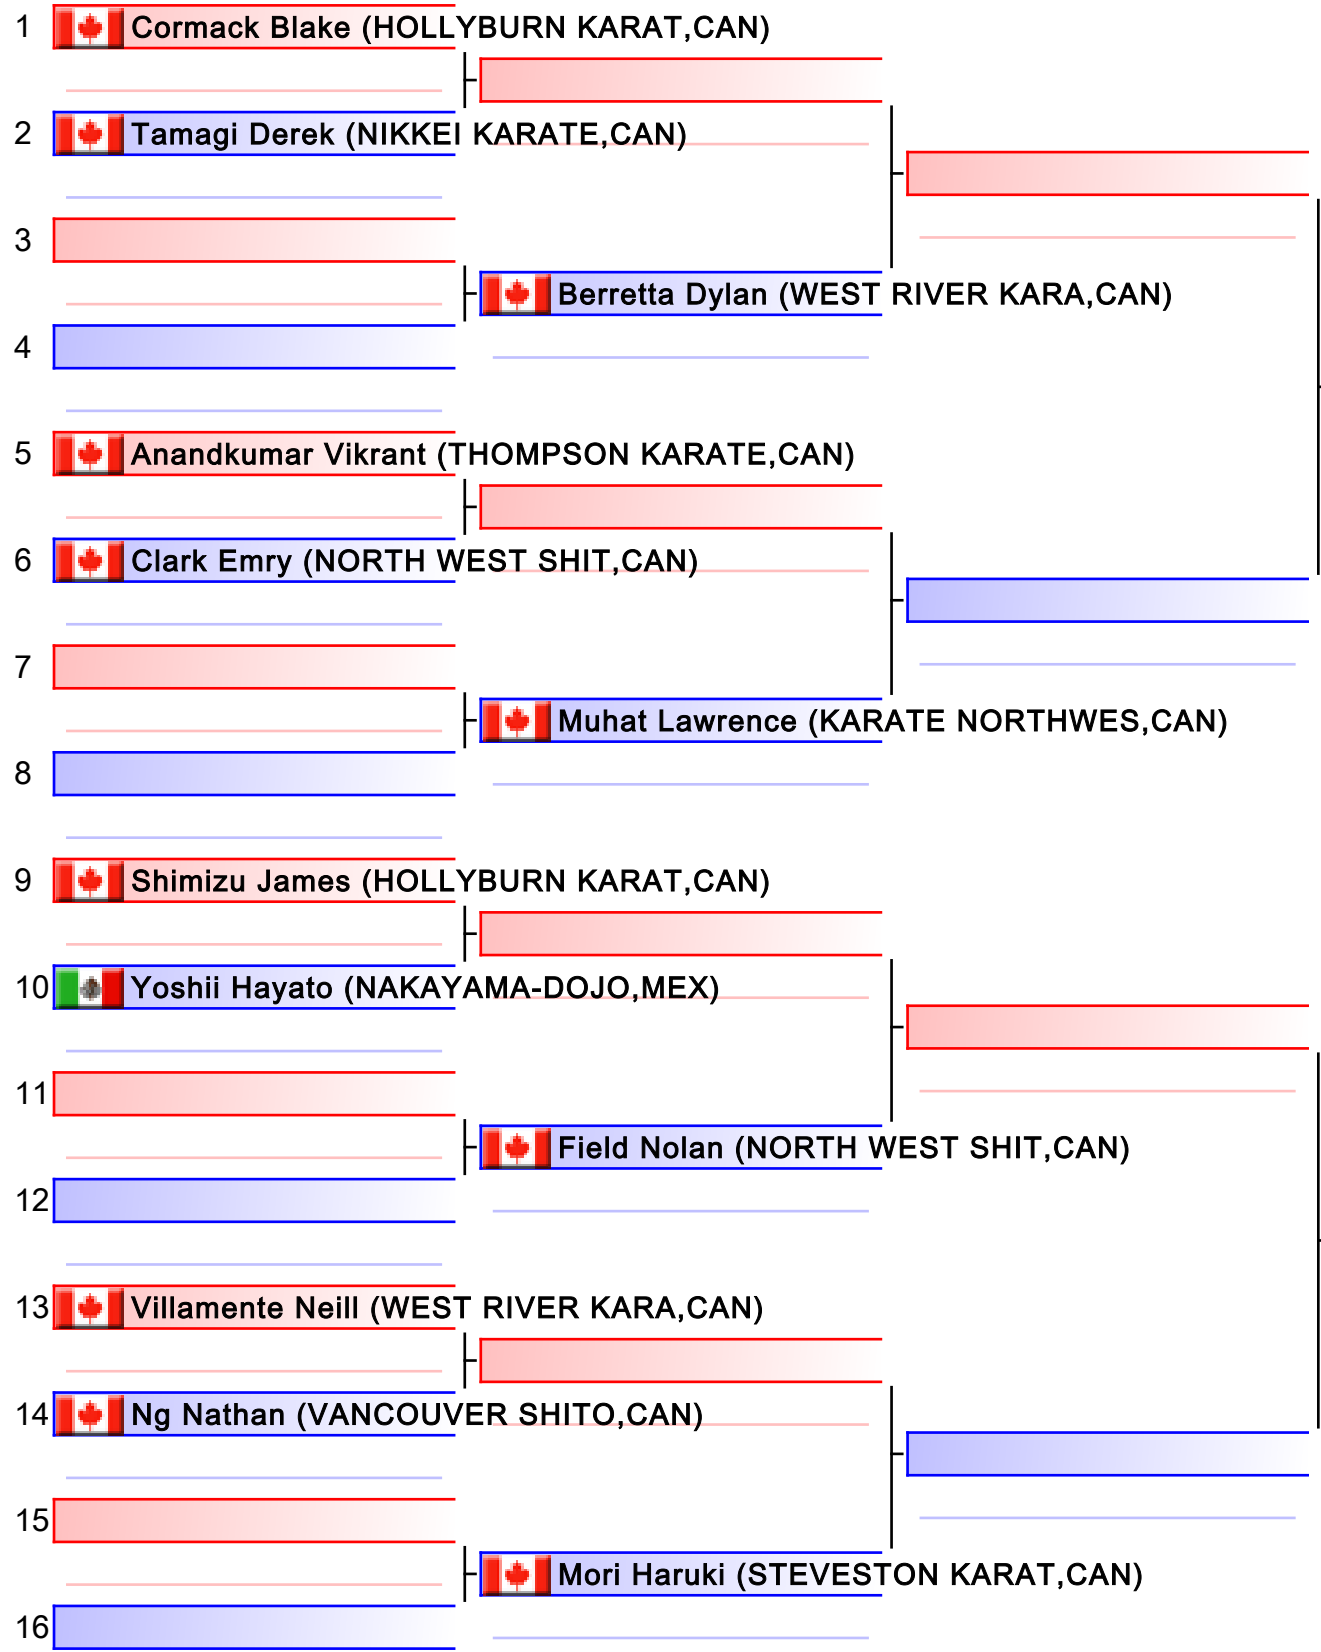 1 Cormack Blake (HOLLYBURN KARAT,CAN)
2 Tamagi Derek (NIKKEI KARATE,CAN)
3
Berretta Dylan (WEST RIVER KARA,CAN)
4
5 Anandkumar Vikrant (THOMPSON KARATE,CAN)
6 Clark Emry (NORTH WEST SHIT,CAN)
7
Muhat Lawrence (KARATE NORTHWES,CAN)
8
9 Shimizu James (HOLLYBURN KARAT,CAN)
10 Yoshii Hayato (NAKAYAMA-DOJO,MEX)
11
Field Nolan (NORTH WEST SHIT,CAN)
12
13 Villamente Neill (WEST RIVER KARA,CAN)
14 Ng Nathan (VANCOUVER SHITO,CAN)
15
Mori Haruki (STEVESTON KARAT,CAN)
16